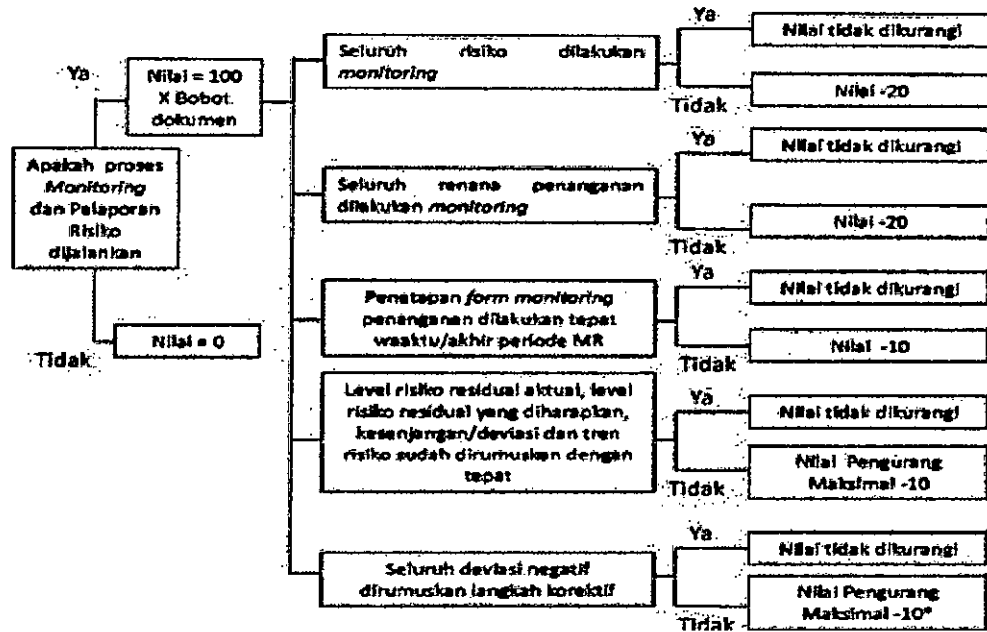 Apakah proses
Monitoring
dan Pelaporan
Risiko
dijalankan
Ya
Nilai = 100
X Bobot
dokumen
Tidak
Nilai = 0
Seluruh risiko dilakukan
monitoring
Ya
Nilai tidak dikurangi
Tidak
Nilai -20
Seluruh renana penanganan
dilakukan monitoring
Ya
Nilai tidak dikurangi
Tidak
Nilai -20
Penetapan form monitoring
penanganan dilakukan tepat
waaktu/akhir periode MR
Ya
Nilai tidak dikurangi
Tidak
Nilai -10
Level risiko residual aktual, level
risiko residual yang diharapkan,
kesenjangan/deviasi dan tren
risiko sudah dirumuskan dengan
tepat
Ya
Nilai tidak dikurangi
Tidak
Nilai Pengurang
Maksimal -10
Seluruh deviasi negatif
dirumuskan langkah korektif
Ya
Nilai tidak dikurangi
Tidak
Nilai Pengurang
Maksimal -10*